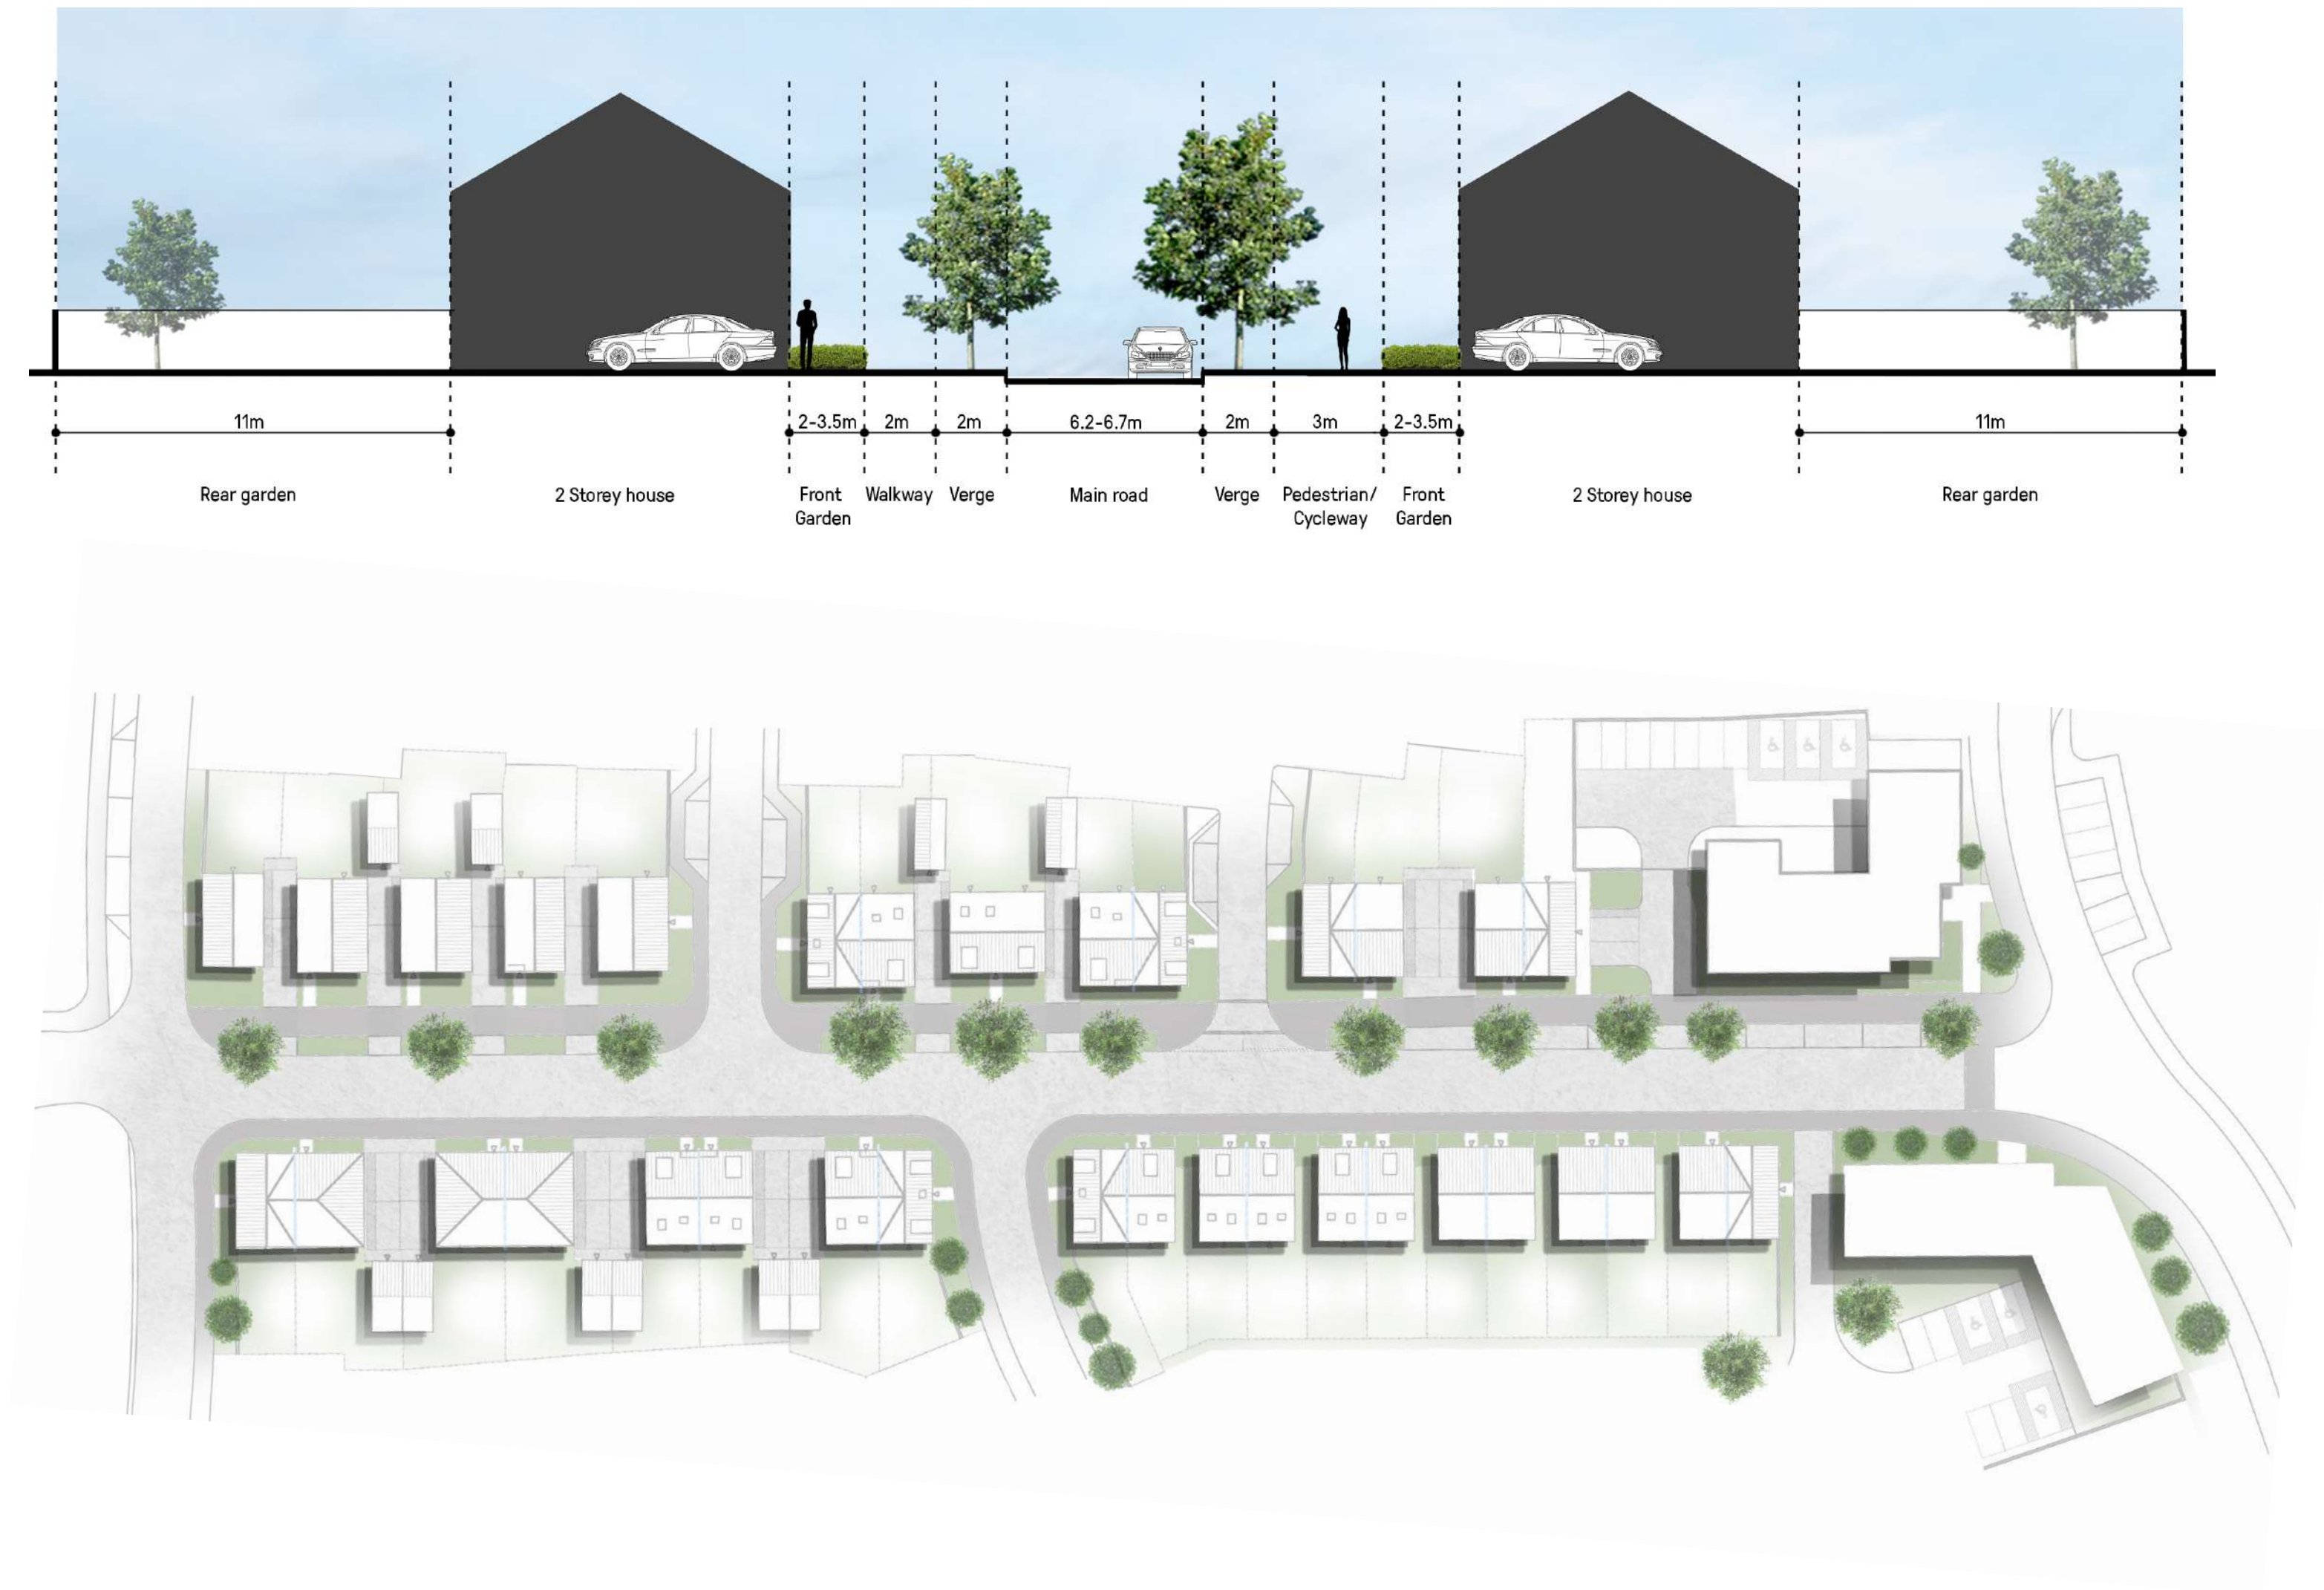 11m 2-3.5m 2m 2m 6.2-6.7m 2m 3m 2-3.5m 11m
Rear garden 2 Storey house Front Garden Walkway Verge Main road Verge Pedestrian/ Cycleway Front Garden 2 Storey house Rear garden